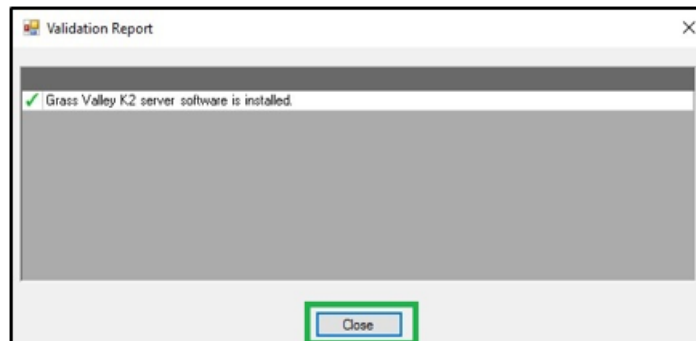 Validation Report
Grass Valley K2 server software is installed.
Close